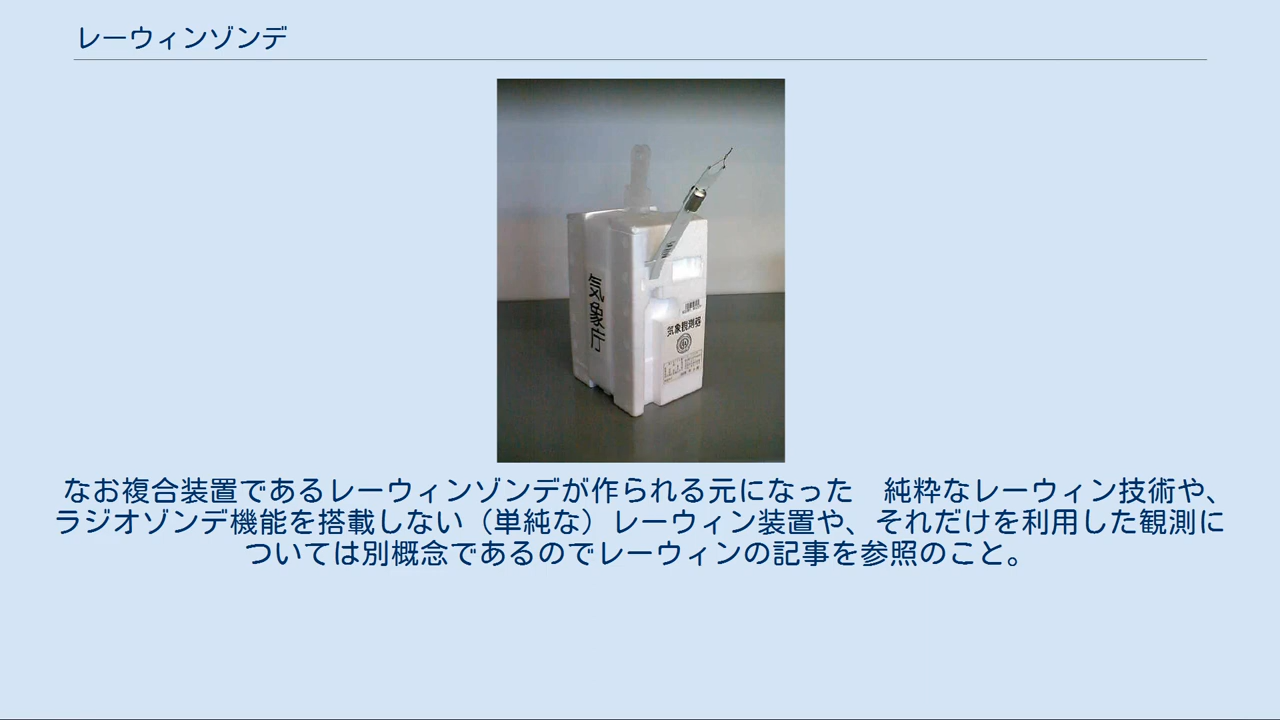 レーウィンゾンデ
気象庁
気象観測器
なお複合装置であるレーウィンゾンデが作られる元になった　純粋なレーウィン技術や、
ラジオゾンデ機能を搭載しない（単純な）レーウィン装置や、それだけを利用した観測に
ついては別概念であるのでレーウィンの記事を参照のこと。